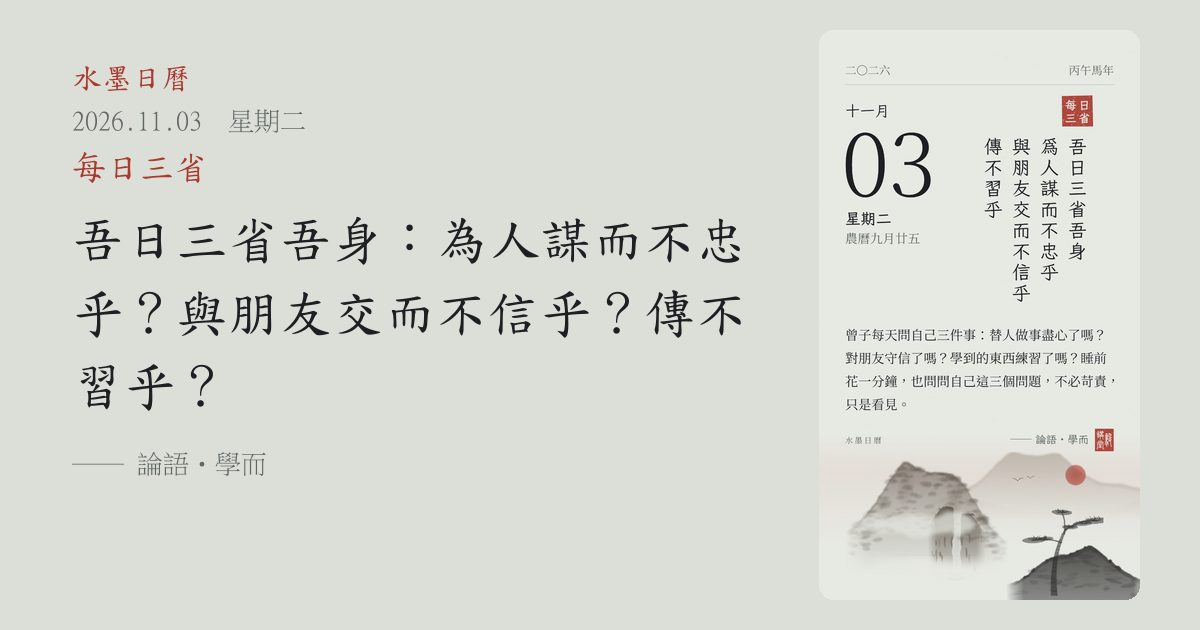 水墨日曆
2026.11.03　星期二
每日三省
吾日三省吾身：為人謀而不忠
乎？與朋友交而不信乎？傳不
習乎？
—— 論語・學而
二〇二六
丙午馬年
十一月
03
星期二
農曆九月廿五
每日
三省
吾日三省吾身
爲人謀而不忠乎
與朋友交而不信乎
傳不習乎
曾子每天問自己三件事：替人做事盡心了嗎？
對朋友守信了嗎？學到的東西練習了嗎？睡前
花一分鐘，也問問自己這三個問題，不必苛責，
只是看見。
水墨日曆
—— 論語・學而